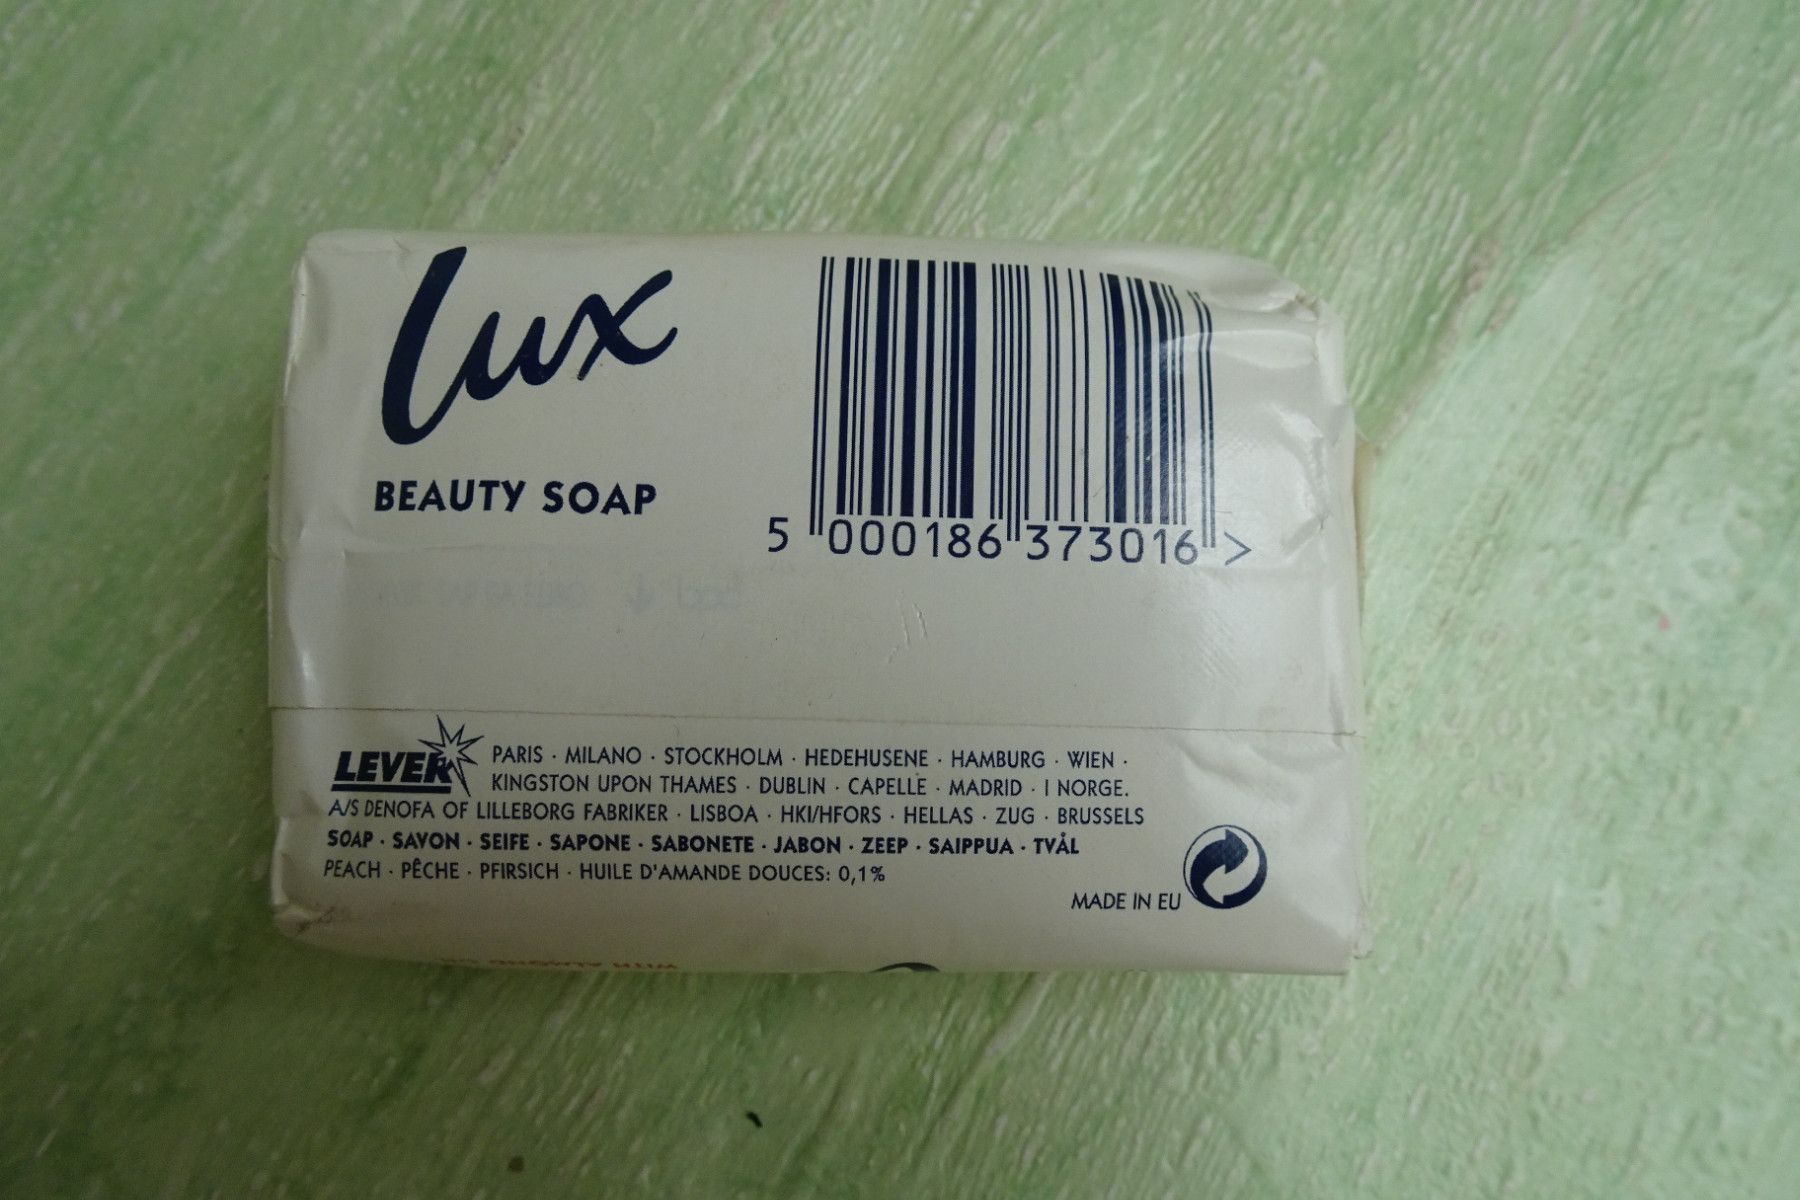 Lux
BEAUTY SOAP
5 000186 373016 >
LEVER
PARIS · MILANO · STOCKHOLM · HEDEHUSENE · HAMBURG · WIEN ·
KINGSTON UPON THAMES · DUBLIN · CAPELLE · MADRID · I NORGE.
A/S DENOFA OF LILLEBORG FABRIKER · LISBOA · HKI/HFORS · HELLAS · ZUG · BRUSSELS
SOAP · SAVON · SEIFE · SAPONE · SABONETE · JABON · ZEEP · SAIPPUA · TVÅL
PEACH · PÊCHE · PFIRSICH · HUILE D'AMANDE DOUCES: 0,1%
MADE IN EU